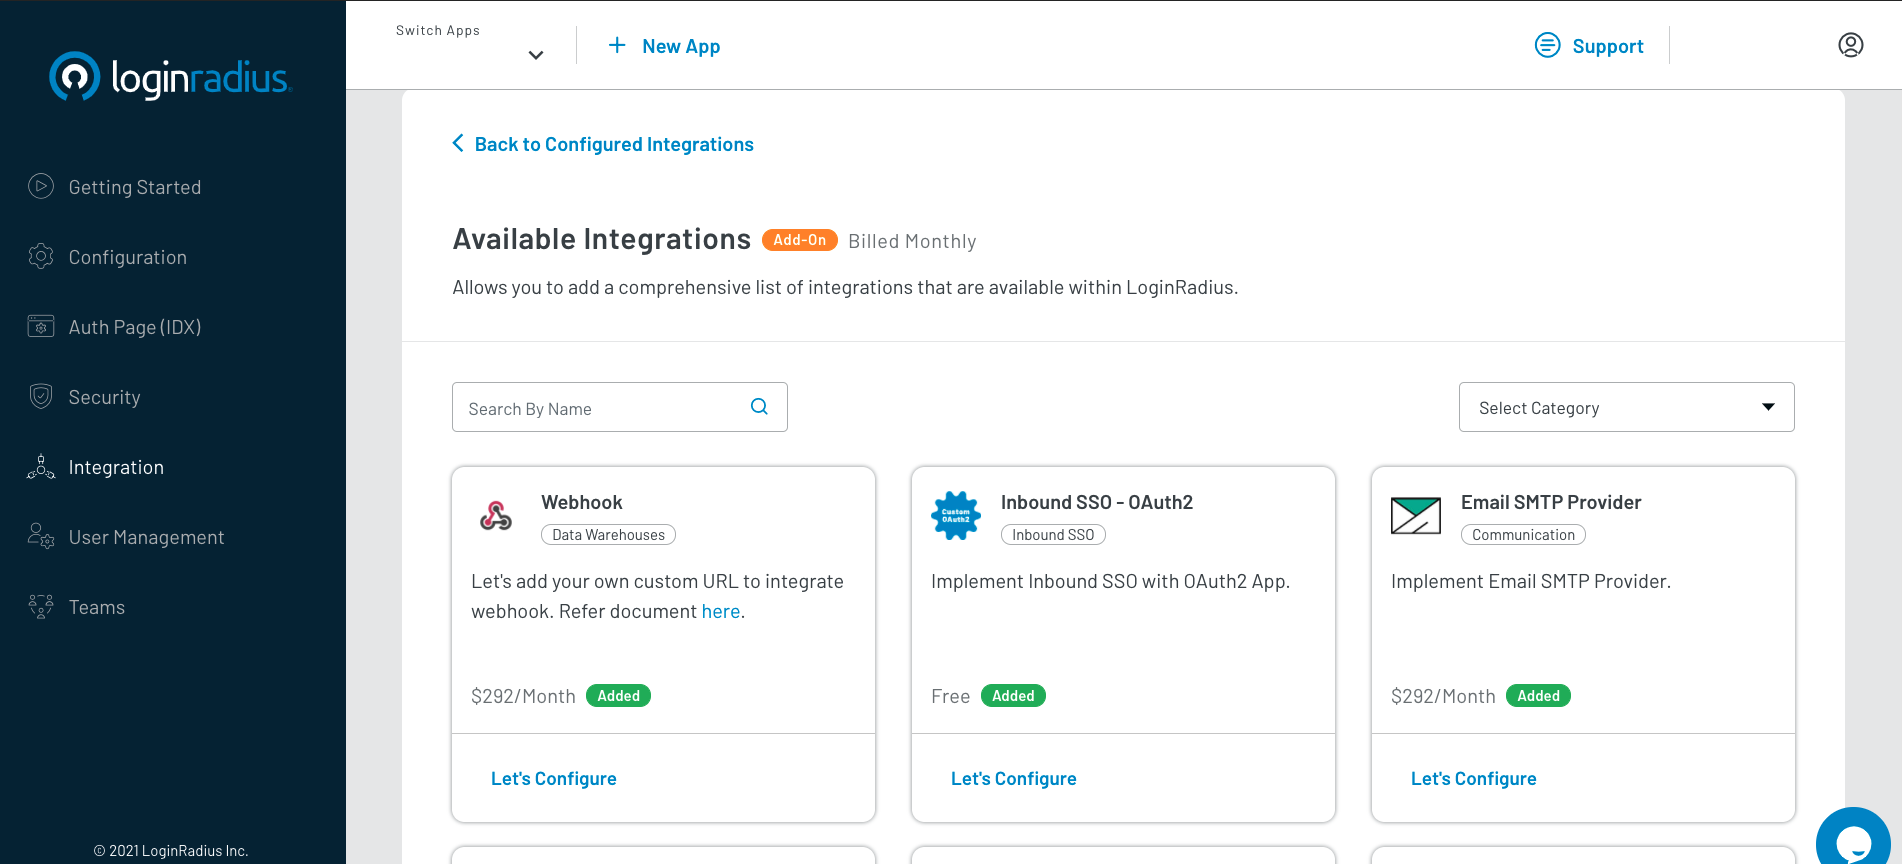 loginradius
Getting Started
Configuration
Auth Page (IDX)
Security
Integration
User Management
Teams
© 2021 LoginRadius Inc.
Switch Apps
New App
Support
Back to Configured Integrations
Available Integrations Add-On Billed Monthly
Allows you to add a comprehensive list of integrations that are available within LoginRadius.
Search By Name
Select Category
Webhook
Data Warehouses
Let's add your own custom URL to integrate
webhook. Refer document here.
$292/Month Added
Let's Configure
Custom
OAuth2
Inbound SSO - OAuth2
Inbound SSO
Implement Inbound SSO with OAuth2 App.
Free Added
Let's Configure
Email SMTP Provider
Communication
Implement Email SMTP Provider.
$292/Month Added
Let's Configure